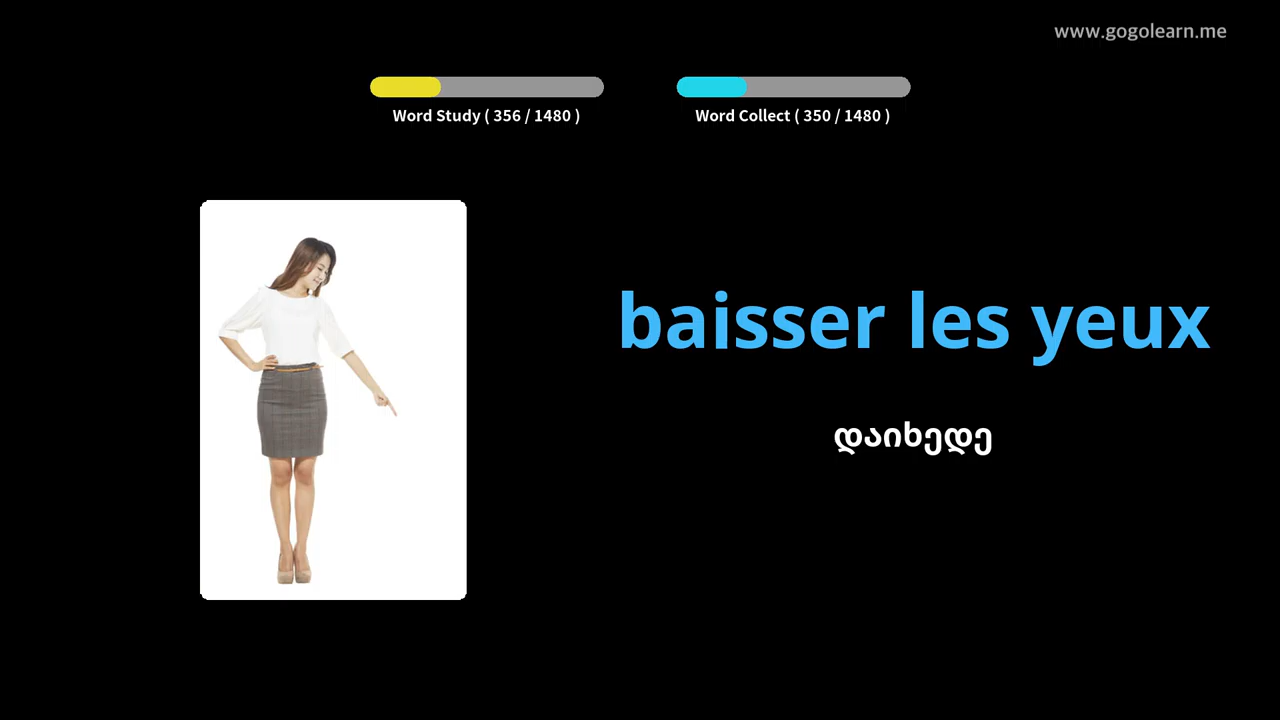 www.gogolearn.me
Word Study ( 356 / 1480 )
Word Collect ( 350 / 1480 )
baisser les yeux
დაიხედე